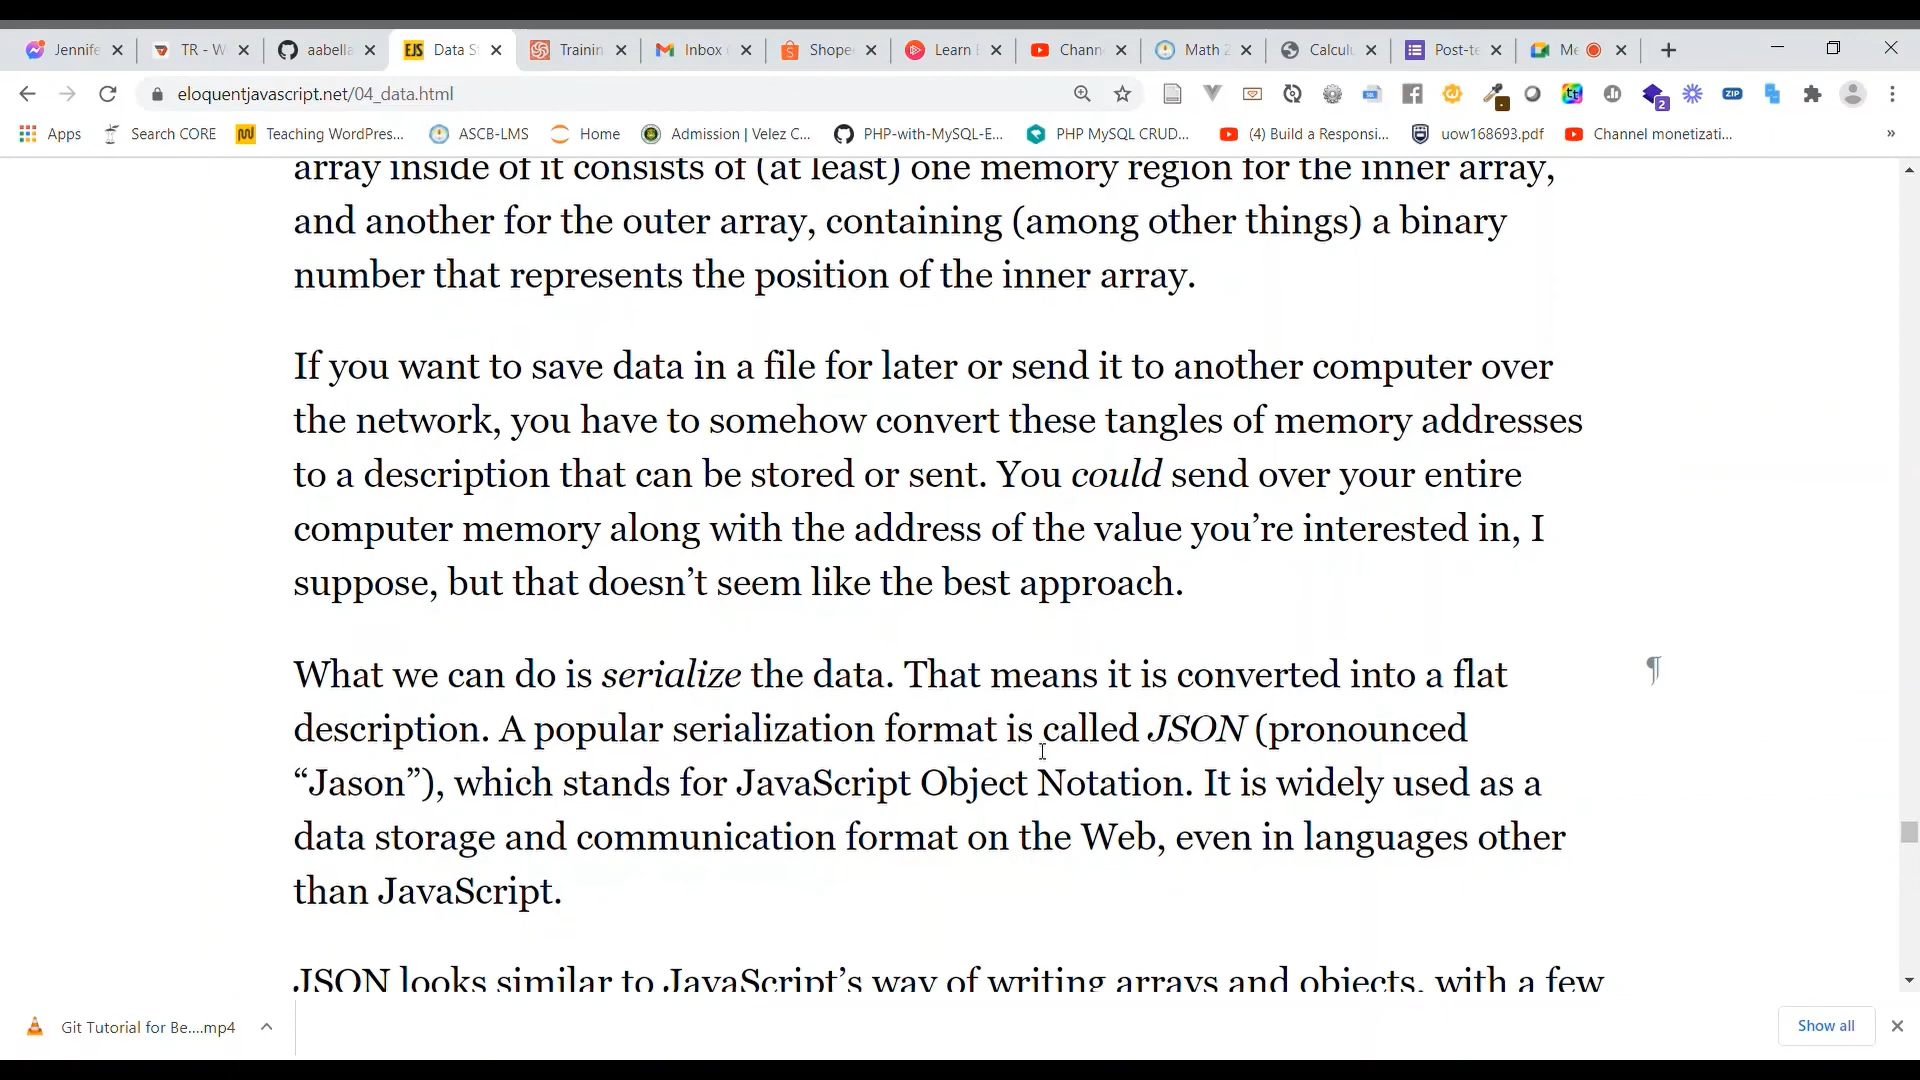 Jennife
TR - W
aabella
Data S
Trainin
Inbox
Shope
Learn
Chann
Math 2
Calcul
Post-te
Me
eloquentjavascript.net/04_data.html
2
ZIP
Apps
Search CORE
Teaching WordPres...
ASCB-LMS
Home
Admission | Velez C...
PHP-with-MySQL-E...
PHP MySQL CRUD...
(4) Build a Responsi...
uow168693.pdf
Channel monetizati...
»
array inside of it consists of (at least) one memory region for the inner array,
and another for the outer array, containing (among other things) a binary
number that represents the position of the inner array.
If you want to save data in a file for later or send it to another computer over
the network, you have to somehow convert these tangles of memory addresses
to a description that can be stored or sent. You could send over your entire
computer memory along with the address of the value you’re interested in, I
suppose, but that doesn’t seem like the best approach.
What we can do is serialize the data. That means it is converted into a flat
¶
description. A popular serialization format is called JSON (pronounced
“Jason”), which stands for JavaScript Object Notation. It is widely used as a
data storage and communication format on the Web, even in languages other
than JavaScript.
JSON looks similar to JavaScript’s way of writing arrays and objects, with a few
Git Tutorial for Be....mp4
Show all